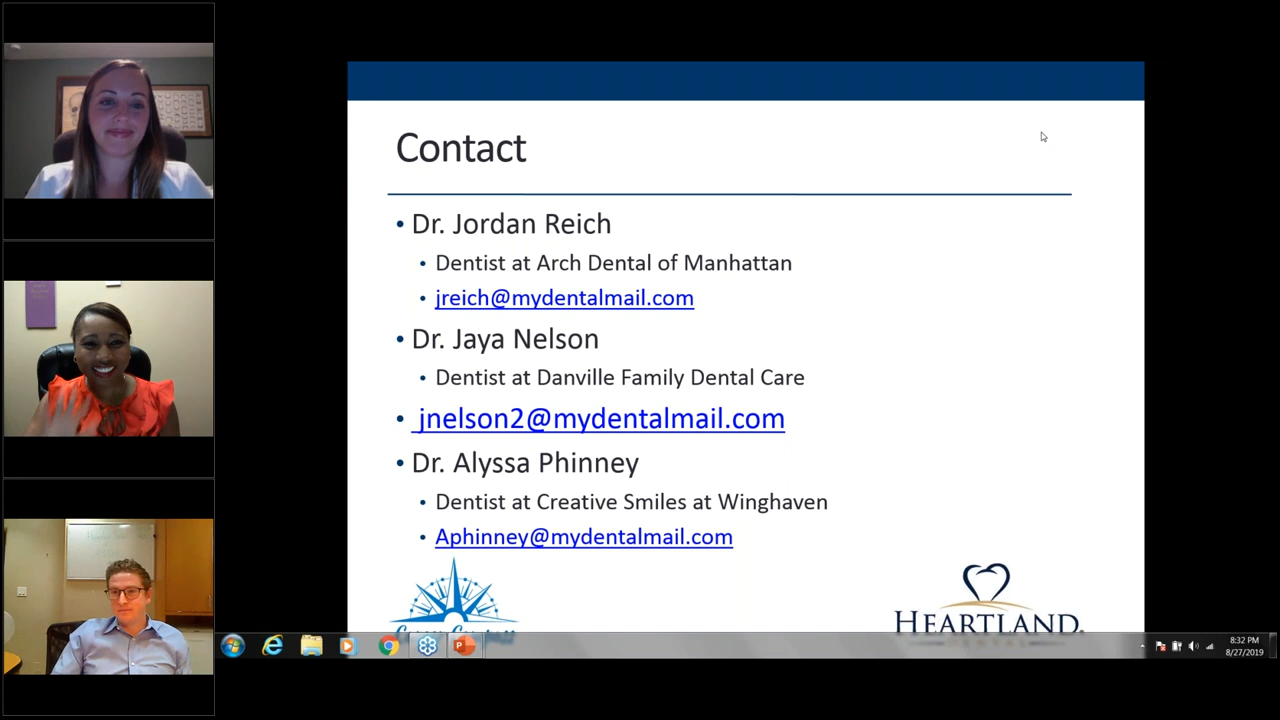 Contact
• Dr. Jordan Reich
• Dentist at Arch Dental of Manhattan
• jreich@mydentalmail.com
• Dr. Jaya Nelson
• Dentist at Danville Family Dental Care
• jnelson2@mydentalmail.com
• Dr. Alyssa Phinney
• Dentist at Creative Smiles at Winghaven
• Aphinney@mydentalmail.com
HEARTLAND.
8:32 PM
8/27/2019